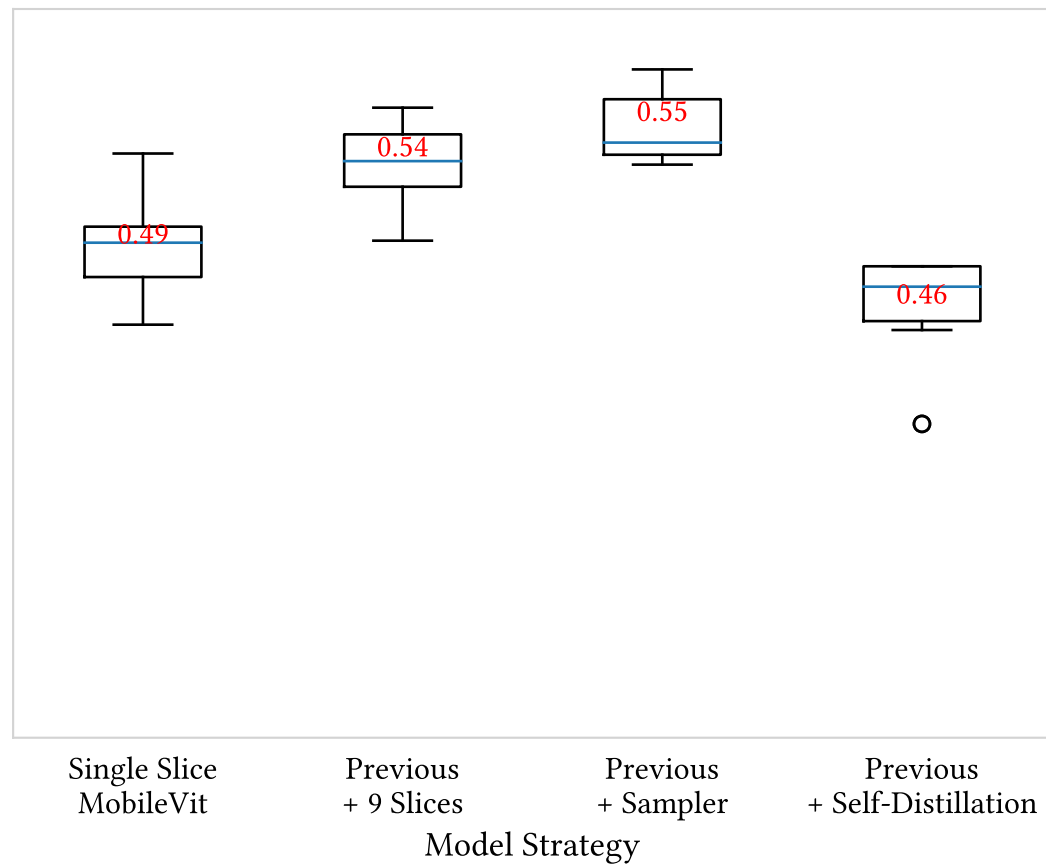 0.49
0.54
0.55
0.46
Single Slice
MobileVit
Previous
+ 9 Slices
Previous
+ Sampler
Previous
+ Self-Distillation
Model Strategy